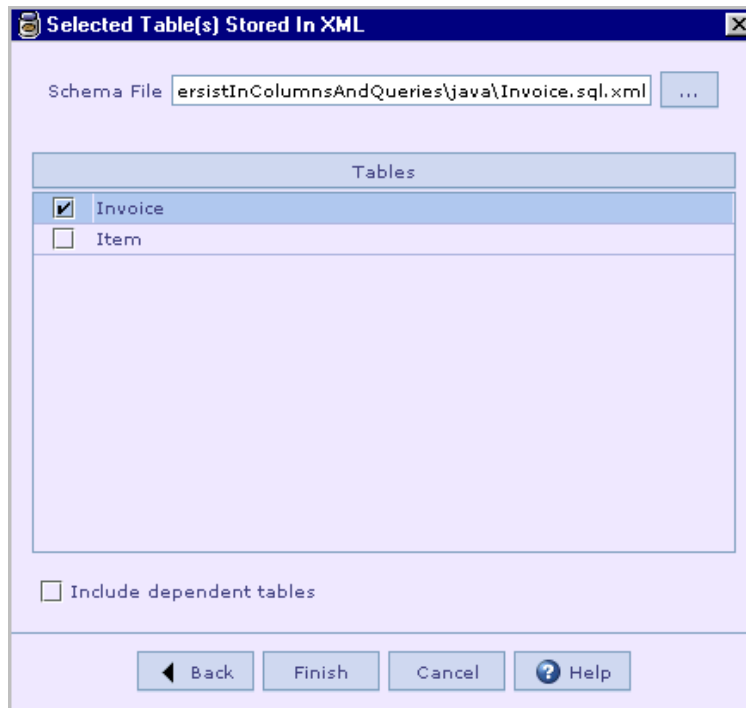 Selected Table(s) Stored In XML
Schema File ersistInColumnsAndQueries\java\Invoice.sql.xml ...
Tables
Invoice
Item
Include dependent tables
Back Finish Cancel Help